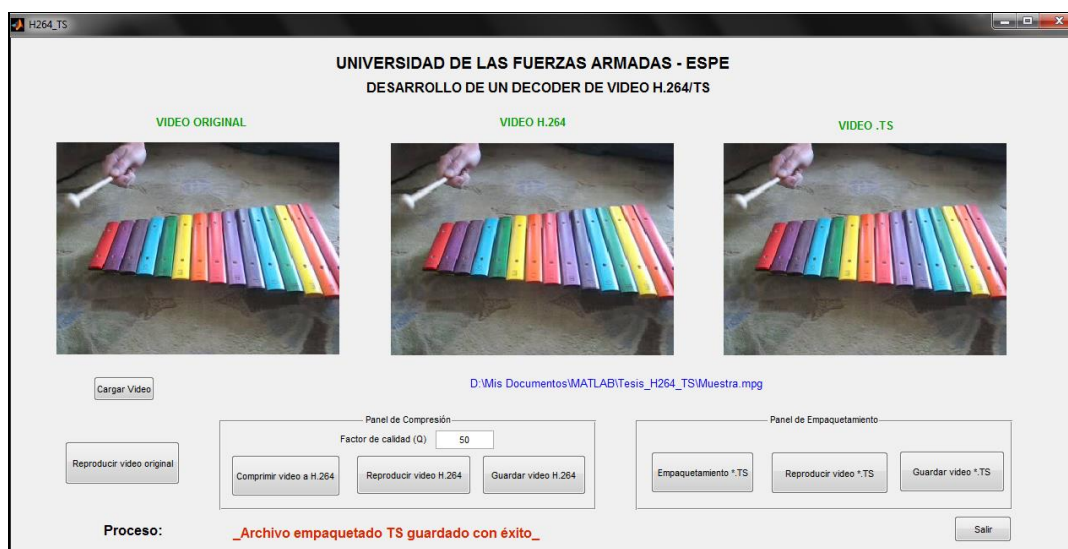 H264_TS
UNIVERSIDAD DE LAS FUERZAS ARMADAS - ESPE
DESARROLLO DE UN DECODER DE VIDEO H.264/TS
VIDEO ORIGINAL
VIDEO H.264
VIDEO .TS
Cargar Video
D:\Mis Documentos\MATLAB\Tesis_H264_TS\Muestra.mpg
Panel de Compresión
Factor de calidad (Q) 50
Panel de Empaquetamiento
Reproducir video original
Comprimir video a H.264
Reproducir video H.264
Guardar video H.264
Empaquetamiento *.TS
Reproducir video *.TS
Guardar video *.TS
Proceso: _Archivo empaquetado TS guardado con éxito_
Salir